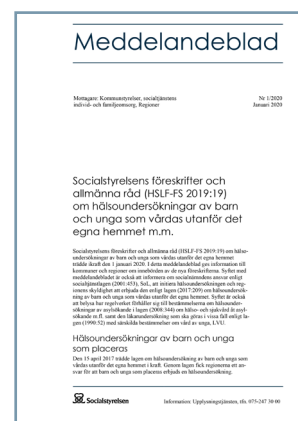 Meddelandeblad
Mottagare: Kommunstyrelser, socialtjänstens
individ- och familjeomsorg, Regioner
Nr 1/2020
Januari 2020
Socialstyrelsens föreskrifter och
allmänna råd (HSLF-FS 2019:19)
om hälsoundersökningar av barn
och unga som vårdas utanför det
egna hemmet m.m.
Socialstyrelsens föreskrifter och allmänna råd (HSLF-FS 2019:19) om hälso-
undersökningar av barn och unga som vårdas utanför det egna hemmet
trädde ikraft den 1 januari 2020. I detta meddelandeblad ges information till
kommuner och regioner om innebörden av de nya föreskrifterna. Syftet med
meddelandebladet är också att informera om socialnämndens ansvar enligt
socialtjänstlagen (2001:453), SoL, att initiera hälsoundersökningen och reg-
ionens skyldighet att erbjuda den enligt lagen (2017:209) om hälsoundersök-
ning av barn och unga som vårdas utanför det egna hemmet. Syftet är också
att belysa hur regelverket förhåller sig till bestämmelserna om hälsoundersök-
ningar av asylsökande i lagen (2008:344) om hälso- och sjukvård åt asyl-
sökande m.fl. samt den läkarundersökning som ska göras i vissa fall enligt la-
gen (1990:52) med särskilda bestämmelser om vård av unga, LVU.
Hälsoundersökningar av barn och unga
som placeras
Den 15 april 2017 trädde lagen om hälsoundersökning av barn och unga som
vårdas utanför det egna hemmet i kraft. Genom lagen fick regionerna ett an-
svar för att barn och unga som placeras erbjuds en hälsoundersökning.
Socialstyrelsen
Information: Upplysningstjänsten, tfn. 075-247 30 00